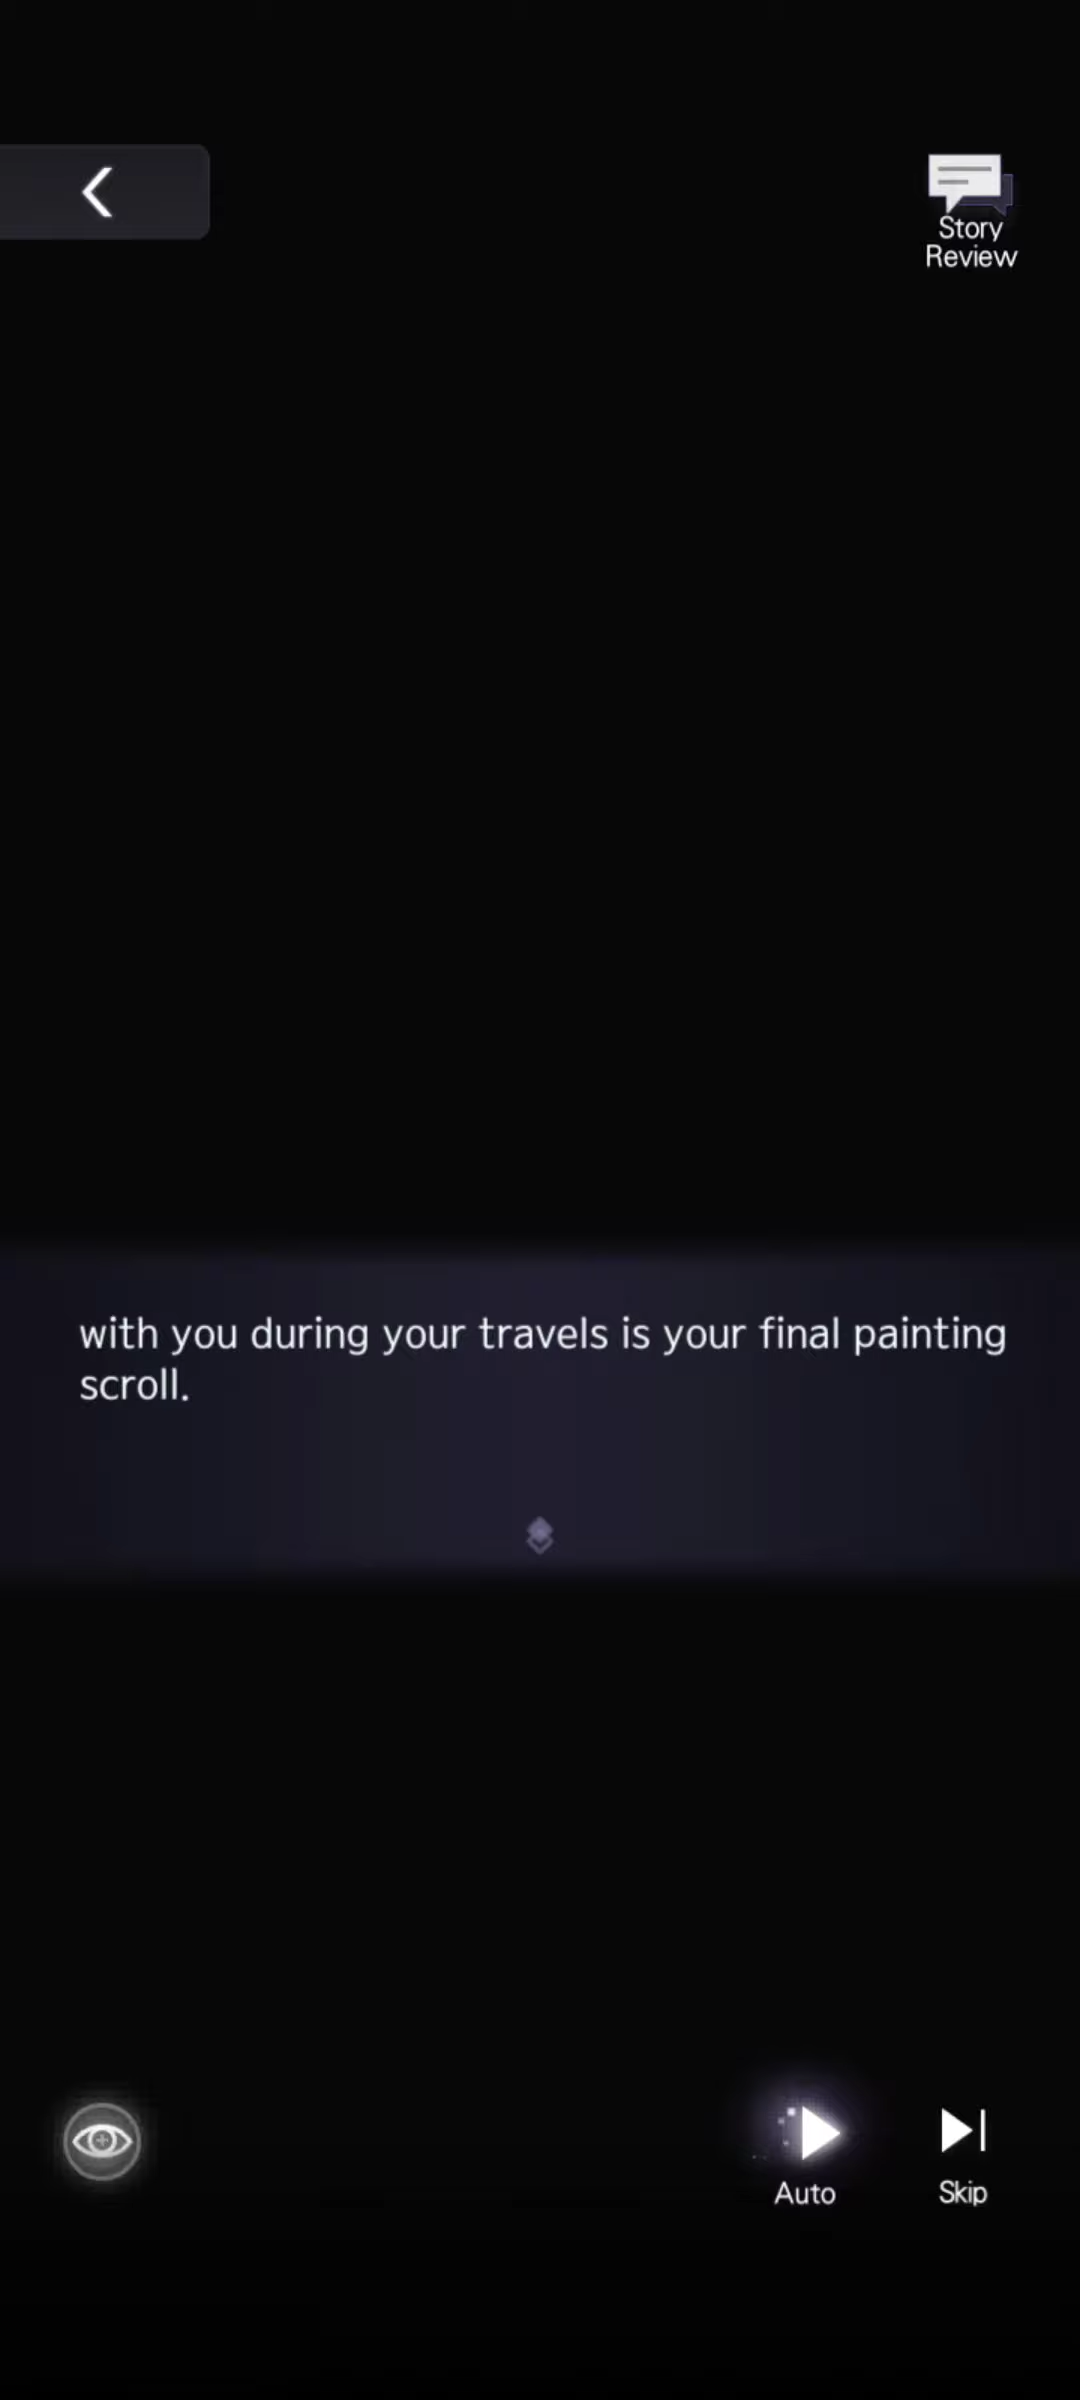 Story
Review
with you during your travels is your final painting
scroll.
Auto
Skip